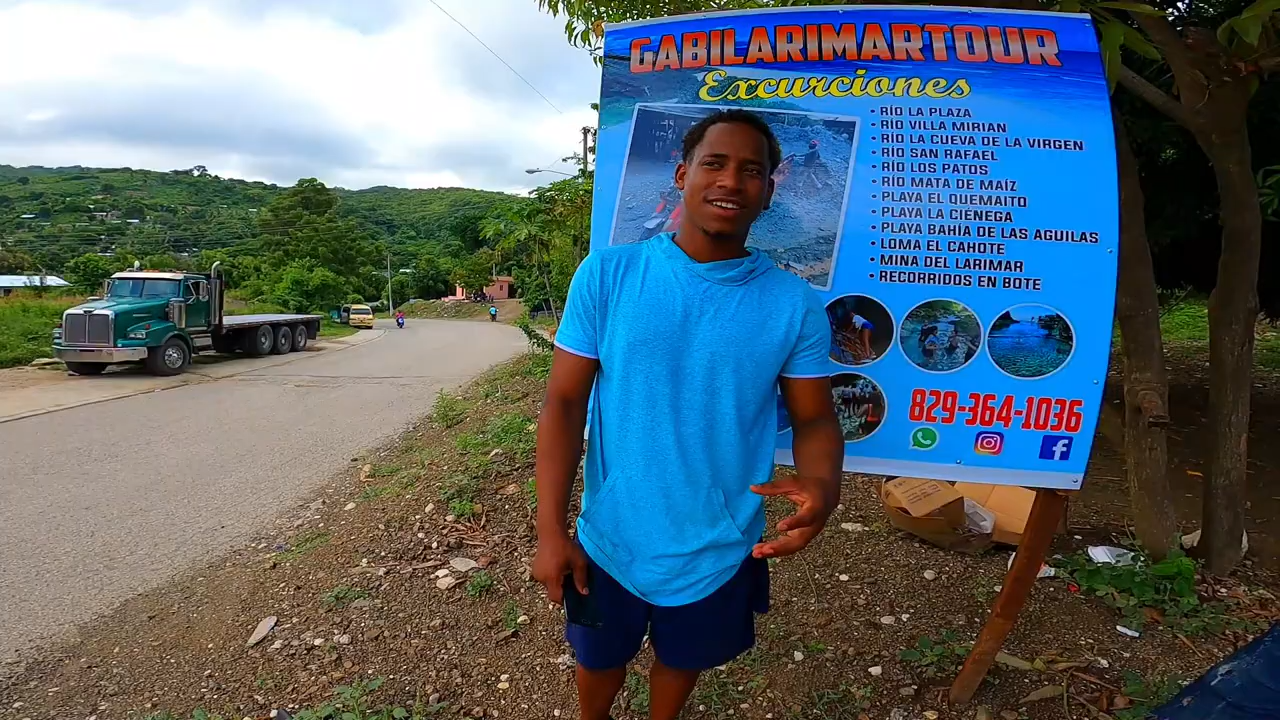 GABILARIMARTOUR
Excurciones
• RÍO LA PLAZA
• RÍO VILLA MIRIAN
• RÍO LA CUEVA DE LA VIRGEN
• RÍO SAN RAFAEL
• RÍO LOS PATOS
• RÍO MATA DE MAÍZ
• PLAYA EL QUEMAITO
• PLAYA LA CIENEGA
• PLAYA BAHÍA DE LAS AGUILAS
• LOMA EL CAHOTE
• MINA DEL LARIMAR
• RECORRIDOS EN BOTE
829-364-1036